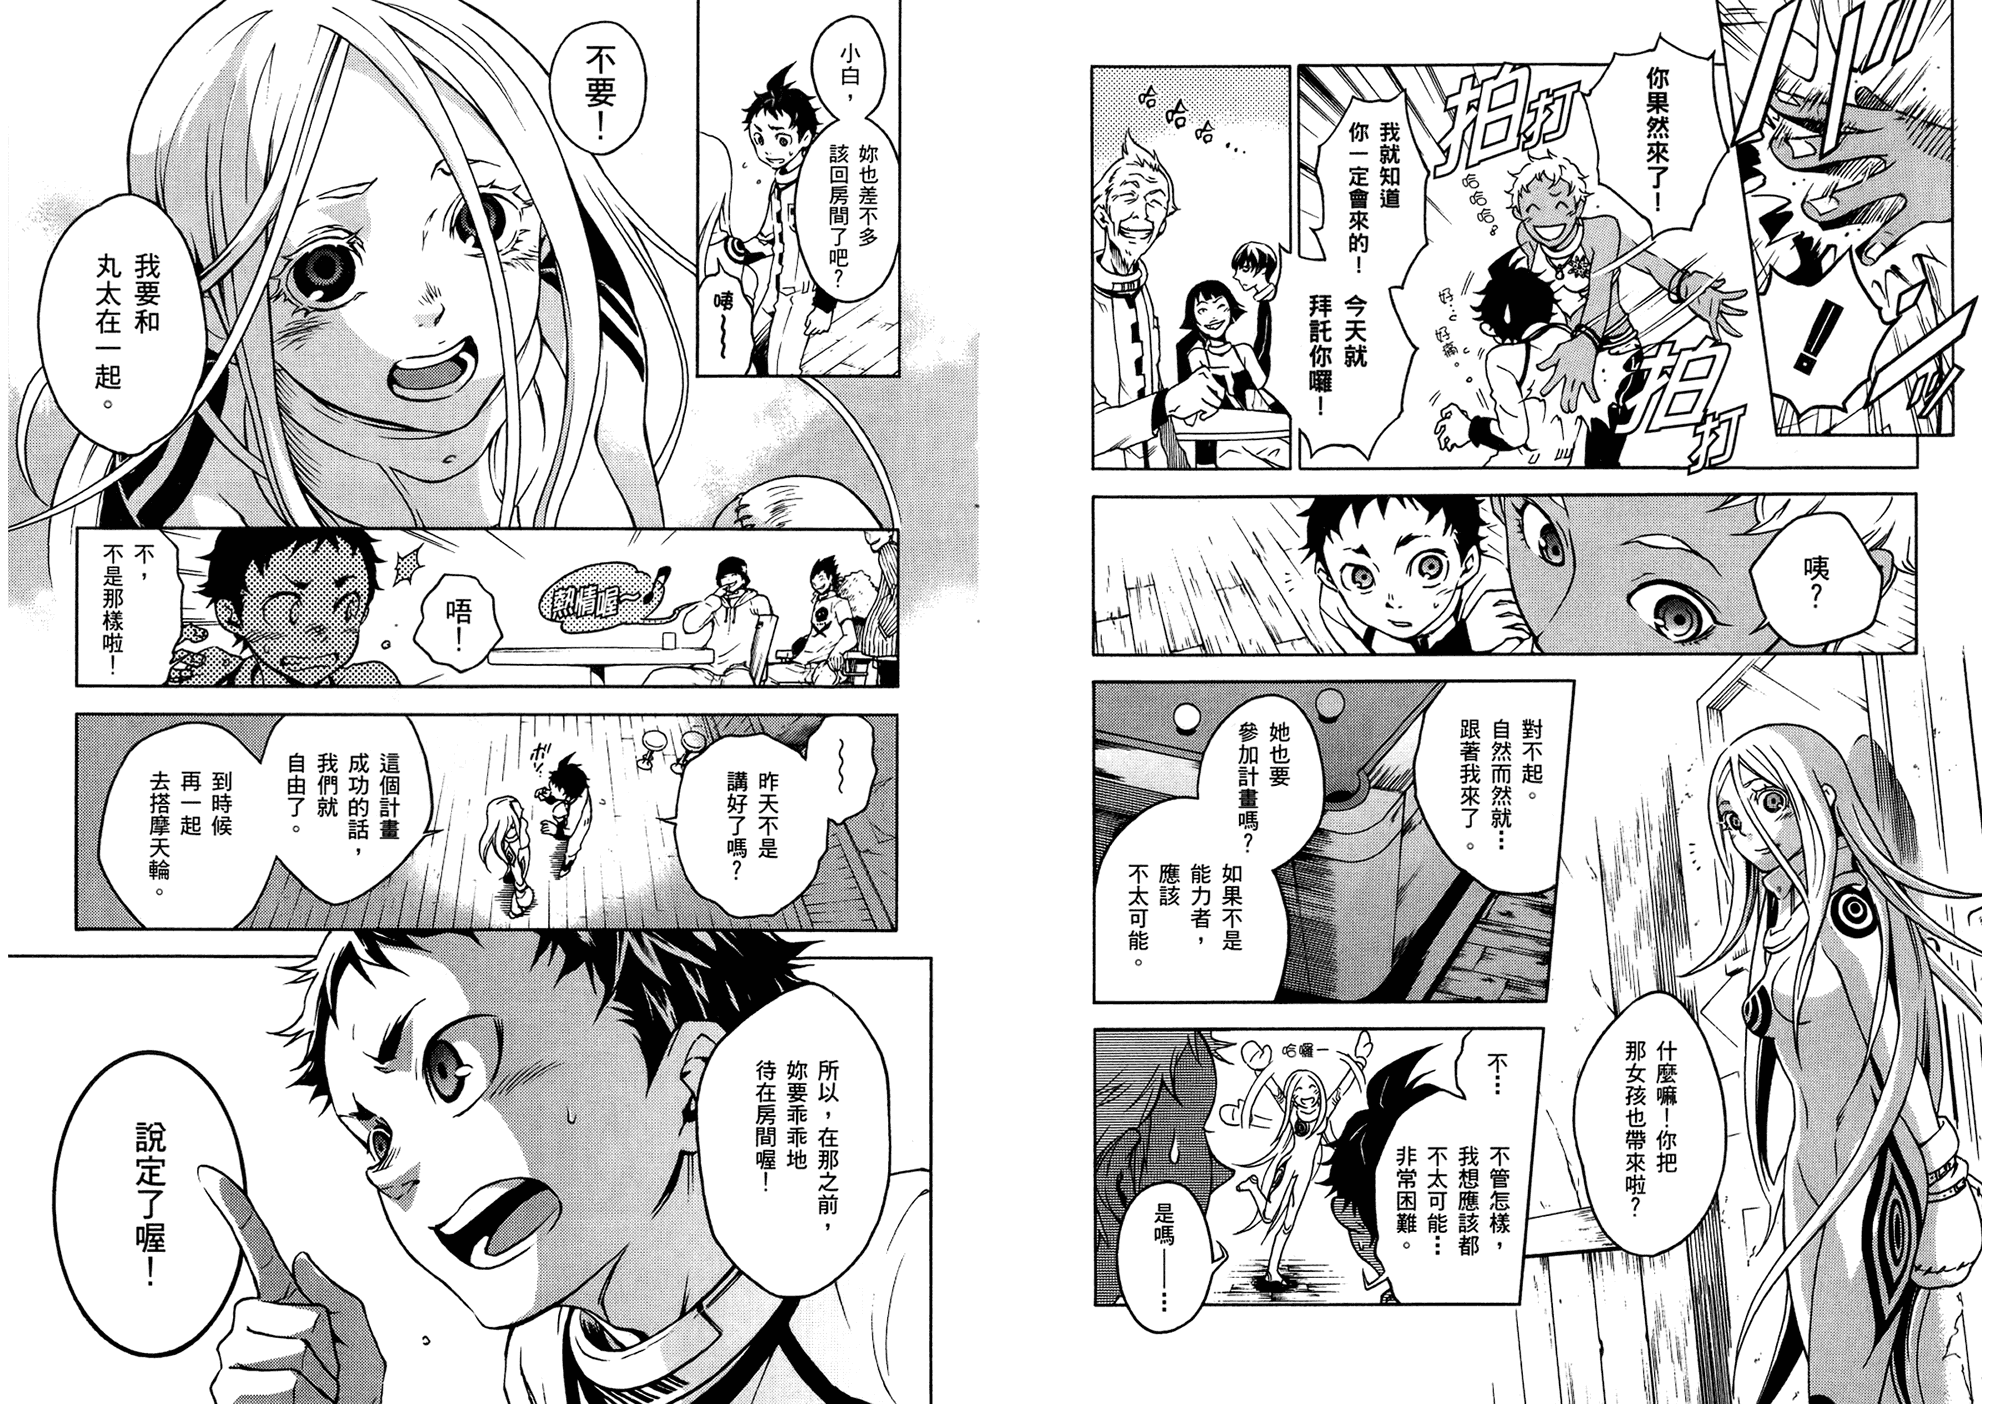 !
你果然來了！
拍打
哈哈哈。
我就知道
你一定會來的！
今天就
拜託你囉！
好…
好痛。
拍打
哈哈哈…
咦？
什麼嘛！你把
那女孩也帶來啦？
對不起。
自然而然就…
跟著我來了。
她也要
參加計畫嗎？
如果不是
能力者，
應該
不太可能。
不…
不管怎樣，
我想應該都
不太可能…
非常困難。
哈囉－
是嗎——…
小白，
妳也差不多
該回房間了吧？
咦～～
不要！
我要和
丸太在一起。
熱情喔～
唔！
不，
不是那樣啦！
～～
昨天不是
講好了嗎？
這個計畫
成功的話，
我們就
自由了。
到時候
再一起
去搭摩天輪。
所以，在那之前，
妳要乖乖地
待在房間喔！
說定了喔！